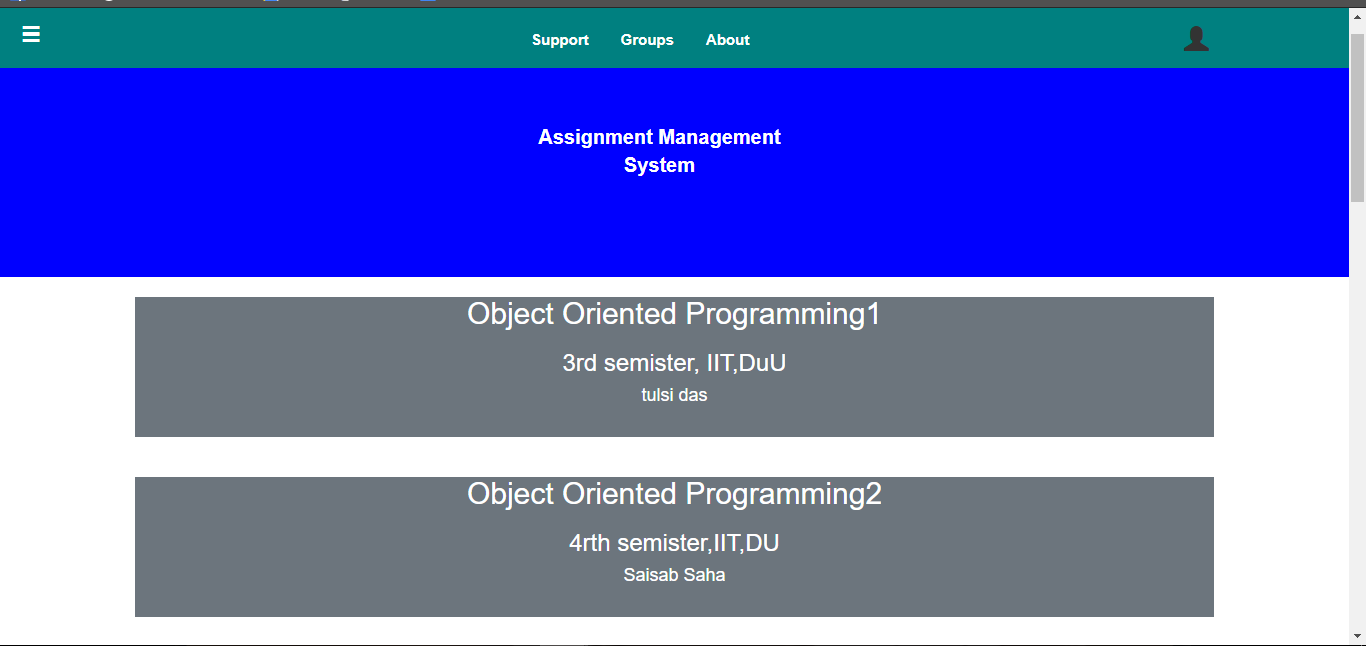 Support Groups About
Assignment Management
System
Object Oriented Programming1
3rd semister, IIT,DuU
tulsi das
Object Oriented Programming2
4rth semister,IIT,DU
Saisab Saha